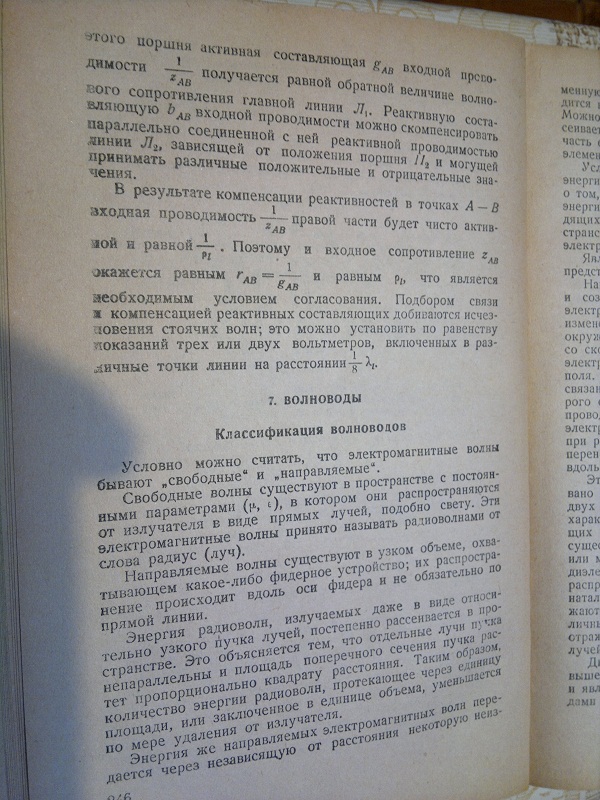 этого поршня активная составляющая g_AB входной прово-
димости 1/z_AB получается равной обратной величине волно-
вого сопротивления главной линии Л₁. Реактивную соста-
вляющую b_AB входной проводимости можно скомпенсировать
параллельно соединенной с ней реактивной проводимостью
линии Л₂, зависящей от положения поршня П₂ и могущей
принимать различные положительные и отрицательные зна-
чения.
В результате компенсации реактивностей в точках А — В
входная проводимость 1/z_AB правой части будет чисто актив-
ной и равной 1/ρ_l. Поэтому и входное сопротивление z_AB
окажется равным r_AB = 1/g_AB и равным ρ_l, что является
необходимым условием согласования. Подбором связи
и компенсацией реактивных составляющих добиваются исчез-
новения стоячих волн; это можно установить по равенству
показаний трех или двух вольтметров, включенных в раз-
личные точки линии на расстоянии 1/8 λ_l.
7. ВОЛНОВОДЫ
Классификация волноводов
Условно можно считать, что электромагнитные волны
бывают „свободные“ и „направляемые“.
Свободные волны существуют в пространстве с постоян-
ными параметрами (μ, ε), в котором они распространяются
от излучателя в виде прямых лучей, подобно свету. Эти
электромагнитные волны принято называть радиоволнами от
слова радиус (луч).
Направляемые волны существуют в узком объеме, охва-
тывающем какое-либо фидерное устройство; их распростра-
нение происходит вдоль оси фидера и не обязательно по
прямой линии.
Энергия радиоволн, излучаемых даже в виде относи-
тельно узкого пучка лучей, постепенно рассеивается в про-
странстве. Это объясняется тем, что отдельные лучи пучка
непараллельны и площадь поперечного сечения пучка рас-
тет пропорционально квадрату расстояния. Таким образом,
количество энергии радиоволн, протекающее через единицу
площади, или заключенное в единице объема, уменьшается
по мере удаления от излучателя.
Энергия же направляемых электромагнитных волн пере-
дается через независящую от расстояния некоторую неиз-